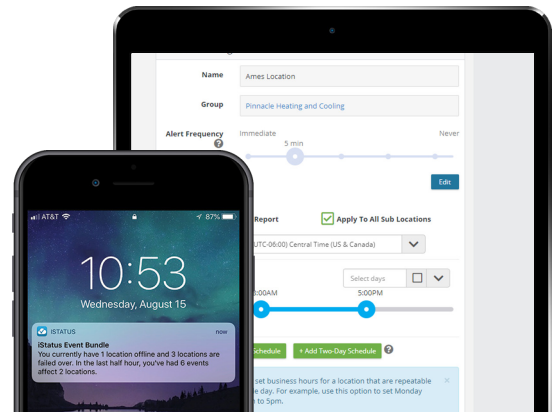 Name
Ames Location
Group
Pinnacle Heating and Cooling
Alert Frequency
Immediate
Never
5 min
Edit
Report
Apply To All Sub Locations
UTC-06:00) Central Time (US & Canada)
Select days
:00AM
5:00PM
Schedule
+ Add Two-Day Schedule
set business hours for a location that are repeatable
e day. For example, use this option to set Monday
to 5pm.
AT&T
87%
10:53
Wednesday, August 15
ISTATUS
now
iStatus Event Bundle
You currently have 1 location offline and 3 locations are
failed over. In the last half hour, you've had 6 events
affect 2 locations.